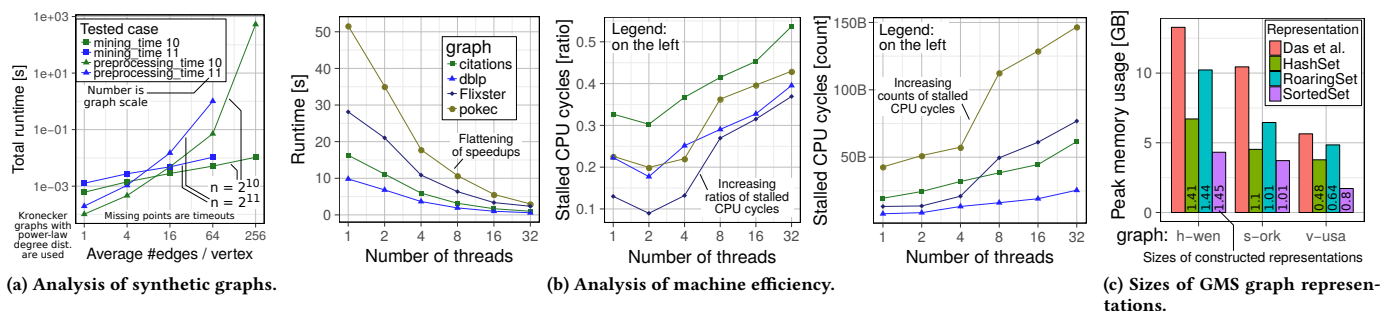 1e+03
1e+01
1e−01
1e−03
Total runtime [s]
Tested case
mining_time 10
mining_time 11
preprocessing_time 10
preprocessing_time 11
Number is
graph scale
n = 2^10
n = 2^11
Missing points are timeouts
1 4 16 64 256
Average #edges / vertex
Kronecker
graphs with
power-law
degree dist.
are used
(a) Analysis of synthetic graphs.
50
40
30
20
10
0
Runtime [s]
graph
citations
dblp
Flixster
pokec
Flattening
of speedups
1 2 4 8 16 32
Number of threads
0.5
0.4
0.3
0.2
0.1
Stalled CPU cycles [ratio]
Legend:
on the left
Increasing
ratios of stalled
CPU cycles
1 2 4 8 16 32
Number of threads
150B
100B
50B
Stalled CPU cycles [count]
Legend:
on the left
Increasing
counts of stalled
CPU cycles
1 2 4 8 16 32
Number of threads
(b) Analysis of machine efficiency.
10
5
0
Peak memory usage [GB]
Representation
Das et al.
HashSet
RoaringSet
SortedSet
1.41 1.44 1.45 1.1 1.01 1.01 0.48 0.64 0.8
graph: h−wen s−ork v−usa
Sizes of constructed representations
(c) Sizes of GMS graph represen-
tations.